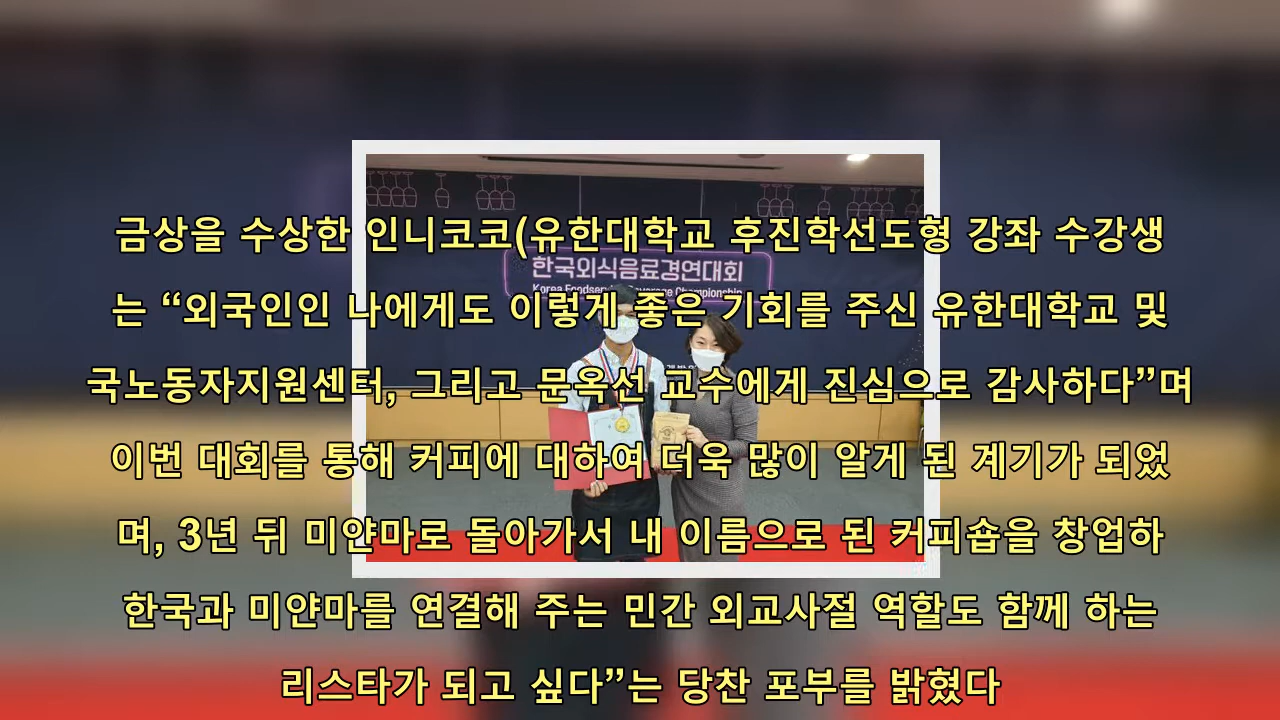 금상을 수상한 인니코코(유한대학교 후진학선도형 강좌 수강생
한국외식음료경연대회
Korea Foodservice Beverage Championship
는 “외국인인 나에게도 이렇게 좋은 기회를 주신 유한대학교 및
국노동자지원센터, 그리고 문옥선 교수에게 진심으로 감사하다”며
이번 대회를 통해 커피에 대하여 더욱 많이 알게 된 계기가 되었
며, 3년 뒤 미얀마로 돌아가서 내 이름으로 된 커피숍을 창업하
한국과 미얀마를 연결해 주는 민간 외교사절 역할도 함께 하는
리스타가 되고 싶다”는 당찬 포부를 밝혔다